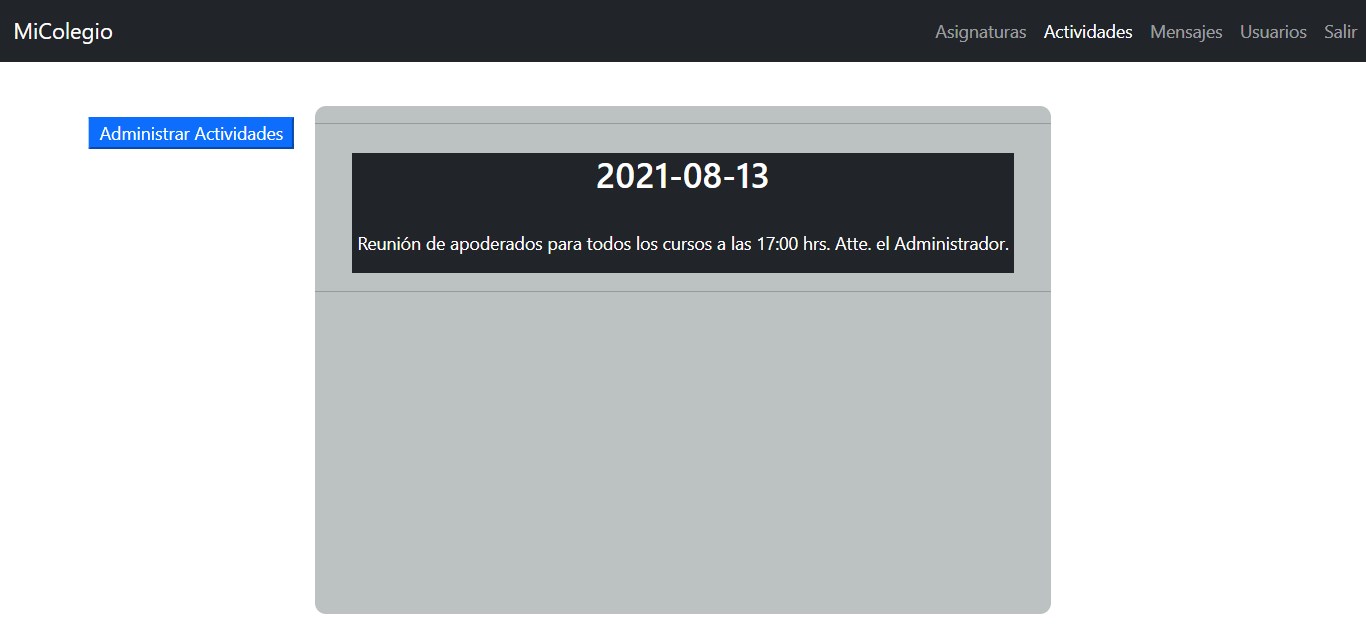 MiColegio
Asignaturas Actividades Mensajes Usuarios Salir
Administrar Actividades
2021-08-13
Reunión de apoderados para todos los cursos a las 17:00 hrs. Atte. el Administrador.